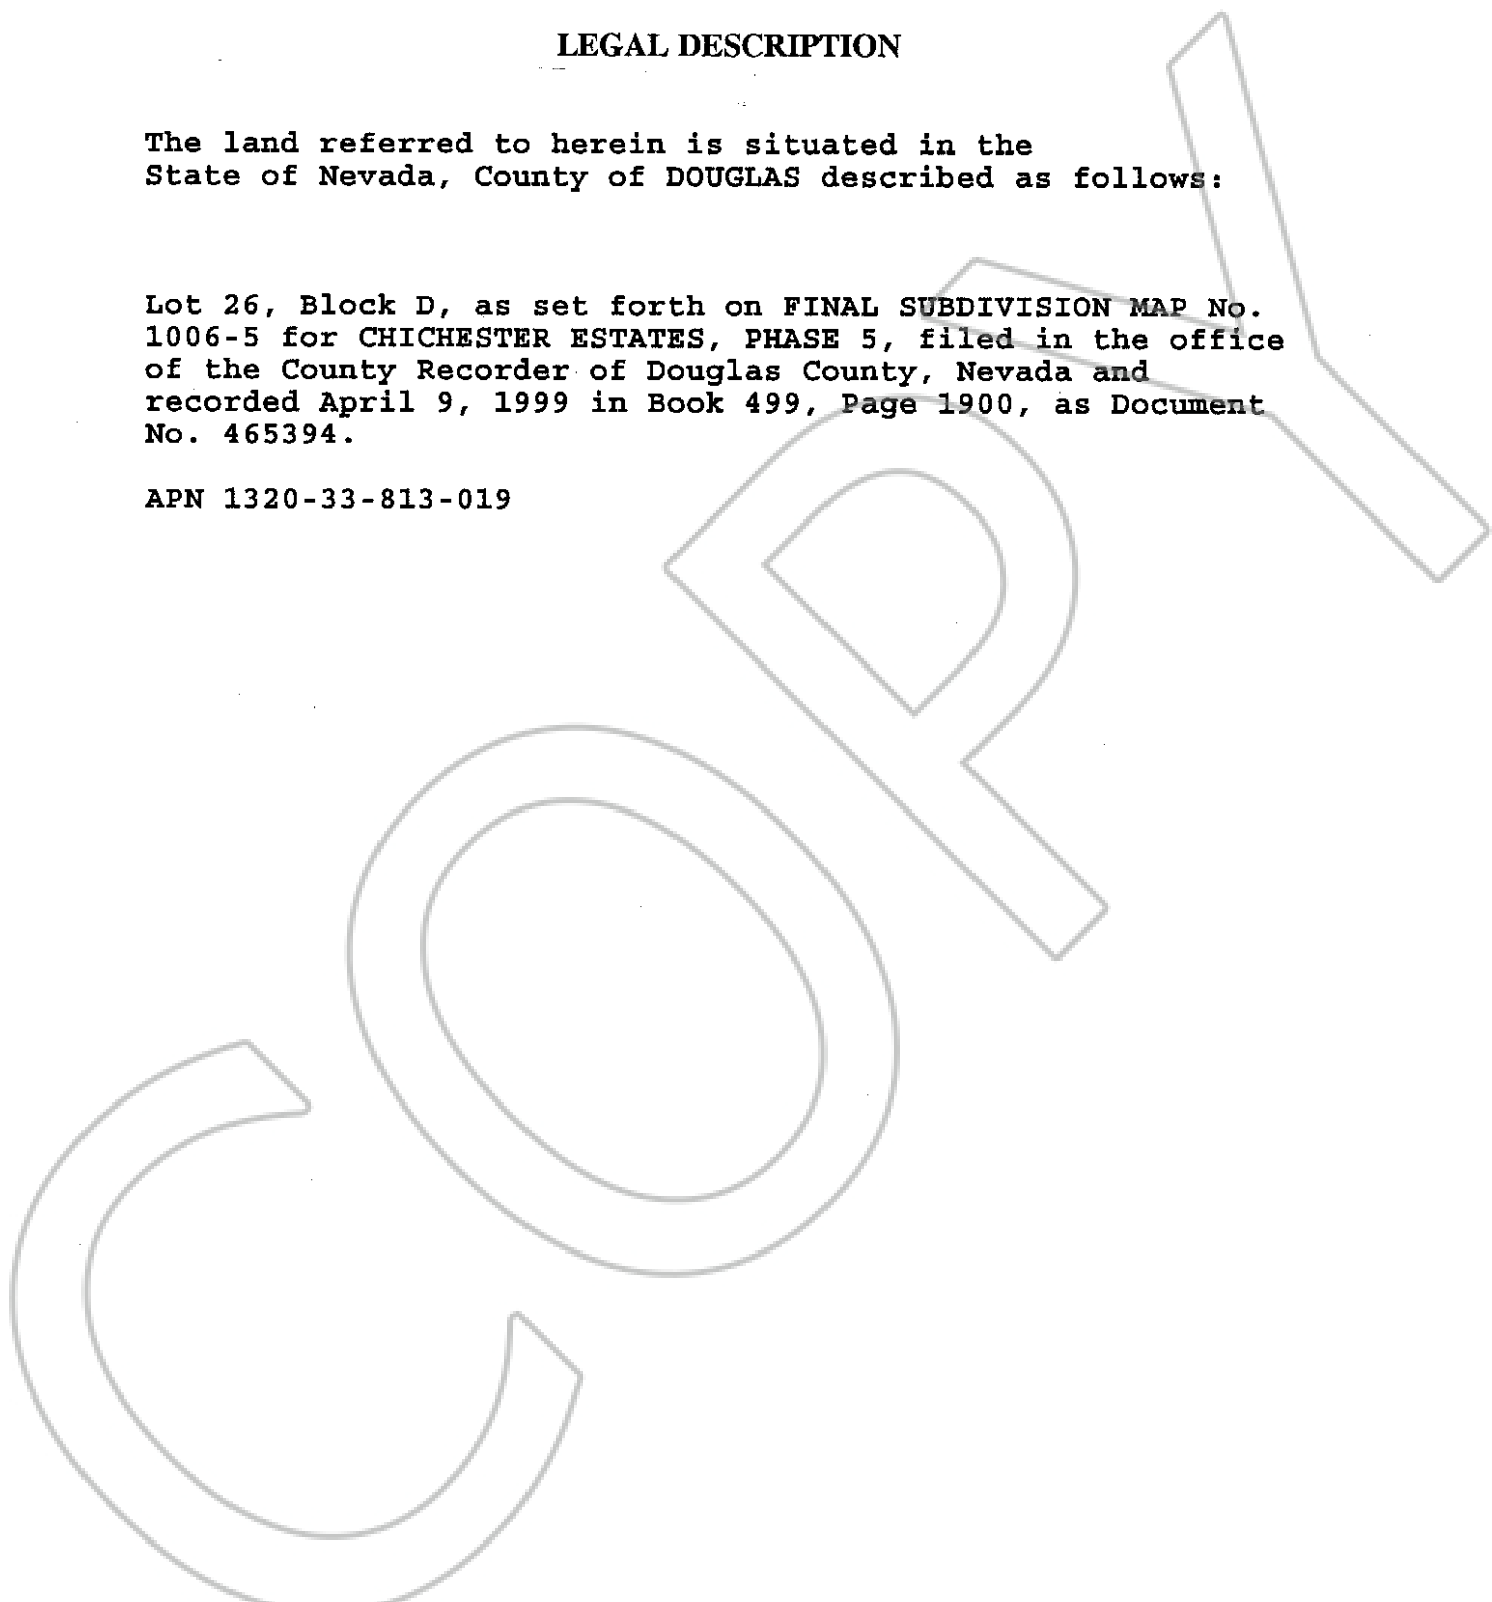 LEGAL DESCRIPTION
The land referred to herein is situated in the
State of Nevada, County of DOUGLAS described as follows:
Lot 26, Block D, as set forth on FINAL SUBDIVISION MAP No.
1006-5 for CHICHESTER ESTATES, PHASE 5, filed in the office
of the County Recorder of Douglas County, Nevada and
recorded April 9, 1999 in Book 499, Page 1900, as Document
No. 465394.
APN 1320-33-813-019
COPY